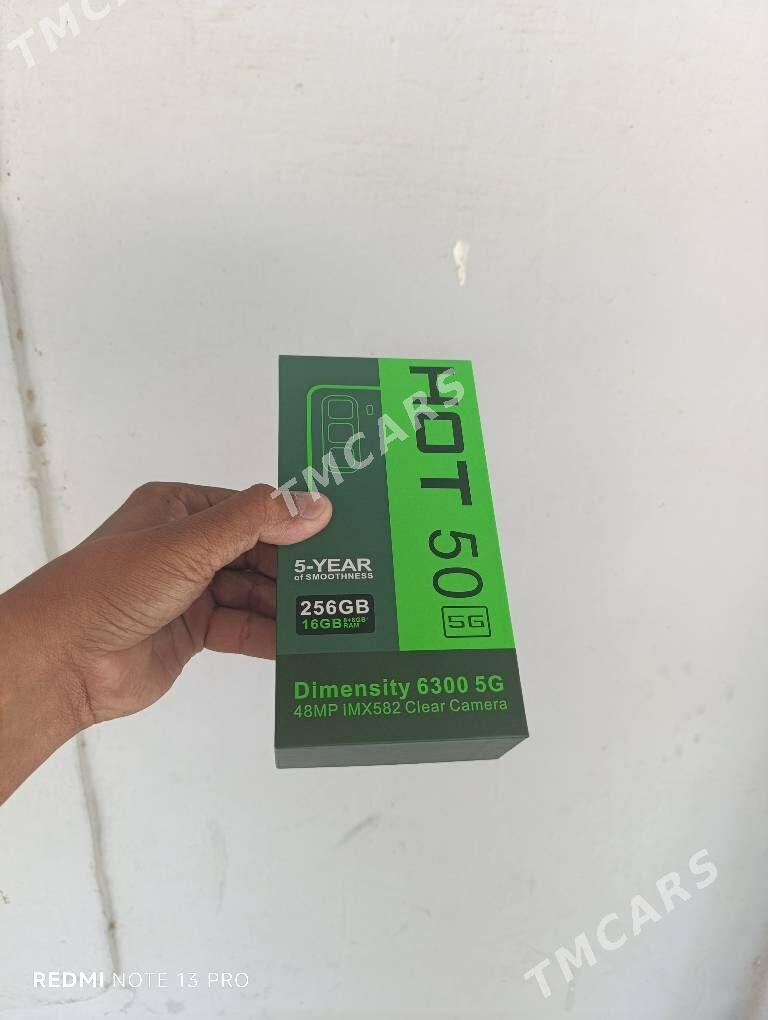 TMCARS
TMCARS
HOT 50 5G
5-YEAR
of SMOOTHNESS
256GB
16GB 8+8GB RAM
Dimensity 6300 5G
48MP IMX582 Clear Camera
TMCARS
REDMI NOTE 13 PRO